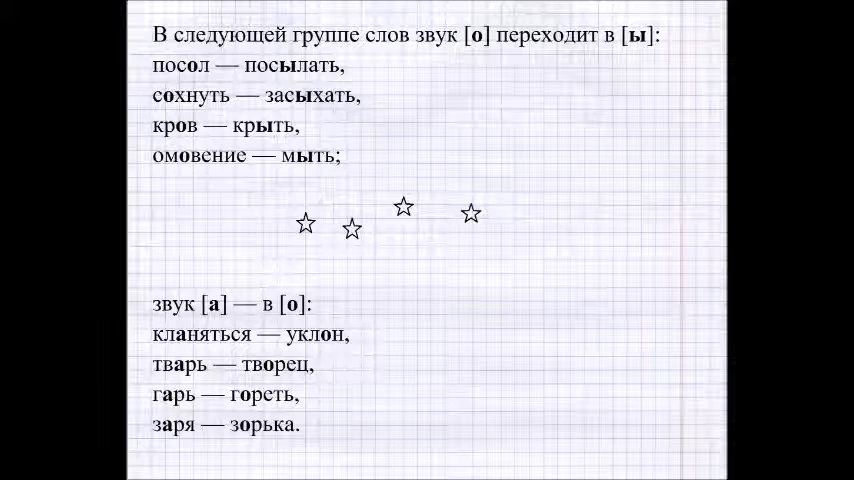 В следующей группе слов звук [о] переходит в [ы]:
посол — посылать,
сохнуть — засыхать,
кров — крыть,
омовение — мыть;
звук [а] — в [о]:
кланяться — уклон,
тварь — творец,
гарь — гореть,
заря — зорька.